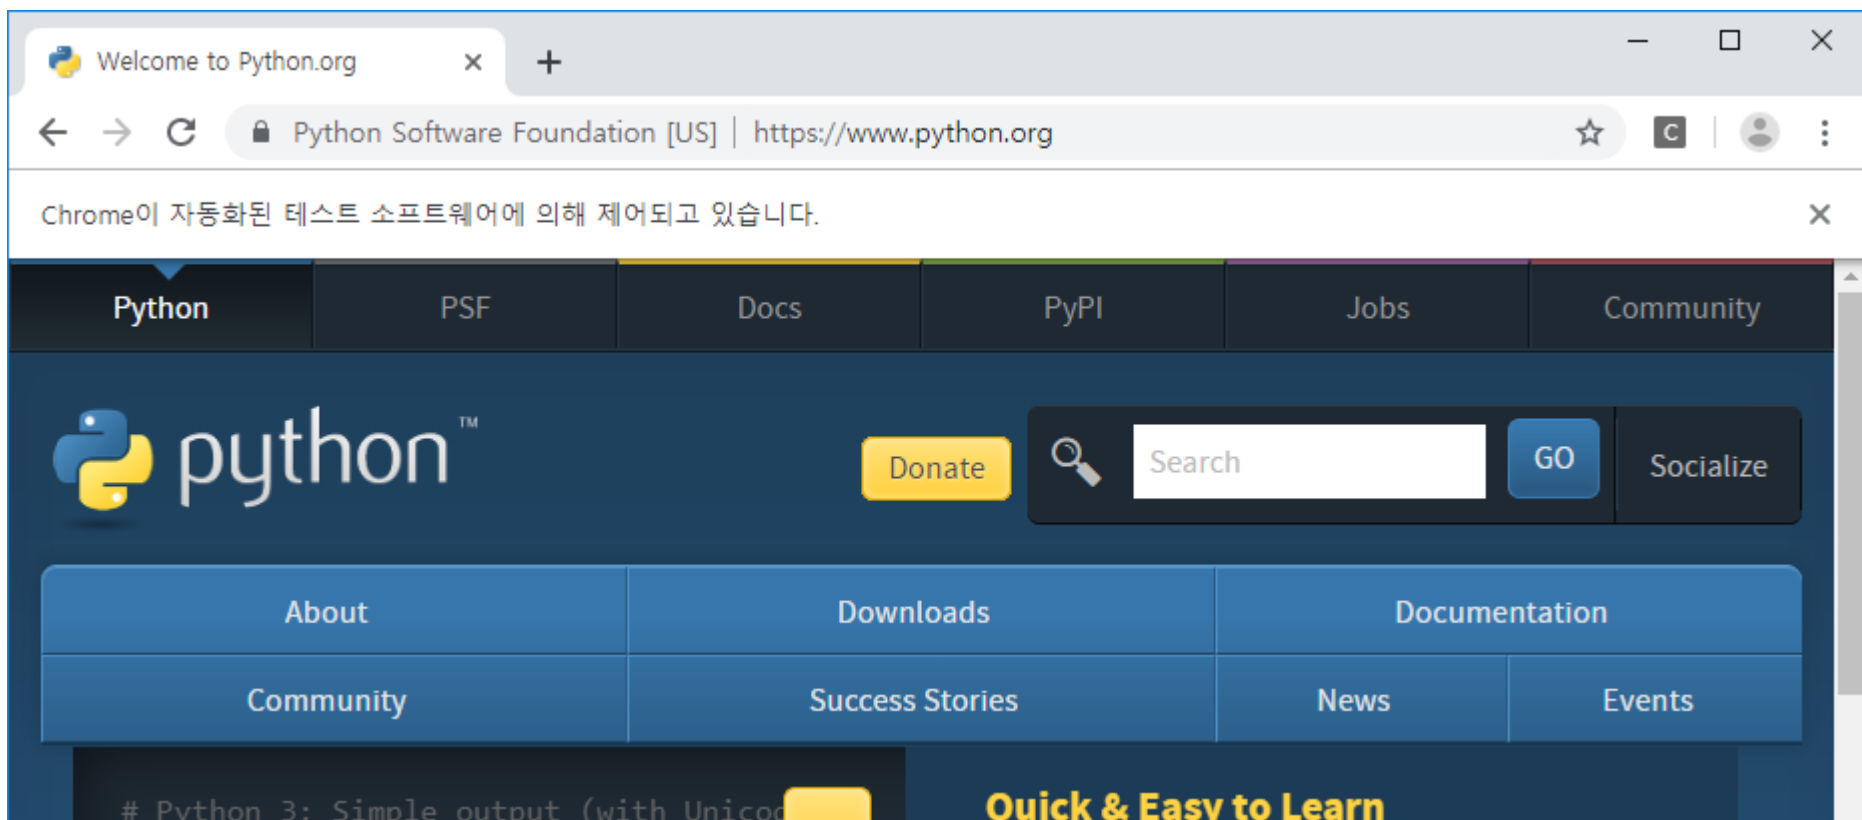 Welcome to Python.org
Python Software Foundation [US] | https://www.python.org
C
Chrome이 자동화된 테스트 소프트웨어에 의해 제어되고 있습니다.
Python PSF Docs PyPI Jobs Community
python™
Donate Search GO Socialize
About Downloads Documentation
Community Success Stories News Events
# Python 3: Simple output (with
Quick & Easy to Learn